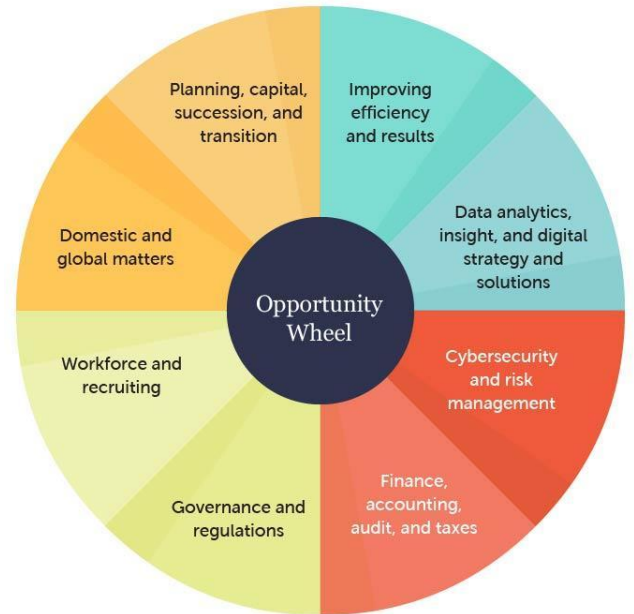 Planning, capital,
succession, and
transition
Improving
efficiency
and results
Data analytics,
insight, and digital
strategy and
solutions
Cybersecurity
and risk
management
Finance,
accounting,
audit, and taxes
Governance and
regulations
Workforce and
recruiting
Domestic and
global matters
Opportunity
Wheel